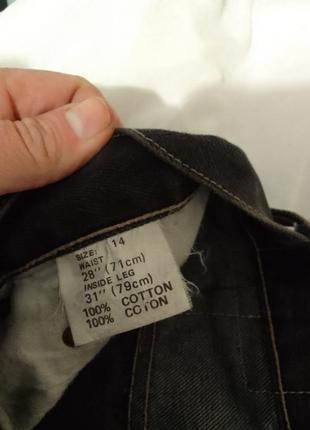 SIZE: 14
WAIST
28" (71cm)
INSIDE LEG
31" (79cm)
100% COTTON
100% COTON